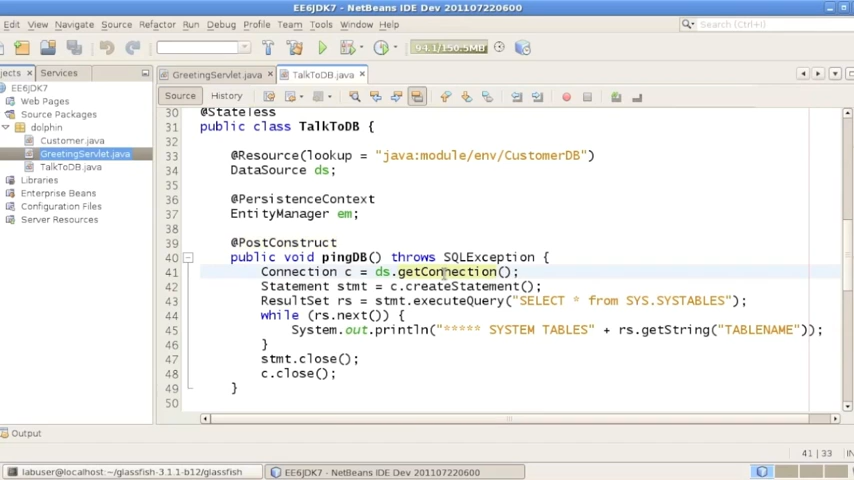 EE6JDK7 - NetBeans IDE Dev 201107220600
Edit View Navigate Source Refactor Run Debug Profile Team Tools Window Help
Search (Ctrl+I)
94.1/150.5MB
Services
GreetingServlet.java
TalkToDB.java
Source
History
EE6JDK7
Web Pages
Source Packages
dolphin
Customer.java
GreetingServlet.java
TalkToDB.java
Libraries
Enterprise Beans
Configuration Files
Server Resources
30 @Stateless
31 public class TalkToDB {
32
33 @Resource(lookup = "java:module/env/CustomerDB")
34 DataSource ds;
35
36 @PersistenceContext
37 EntityManager em;
38
39 @PostConstruct
40 public void pingDB() throws SQLException {
41 Connection c = ds.getConnection();
42 Statement stmt = c.createStatement();
43 ResultSet rs = stmt.executeQuery("SELECT * from SYS.SYSTABLES");
44 while (rs.next()) {
45 System.out.println("***** SYSTEM TABLES" + rs.getString("TABLENAME"));
46 }
47 stmt.close();
48 c.close();
49 }
50
Output
41 | 33
labuser@localhost:~/glassfish-3.1.1-b12/glassfish
EE6JDK7 - NetBeans IDE Dev 201107220600